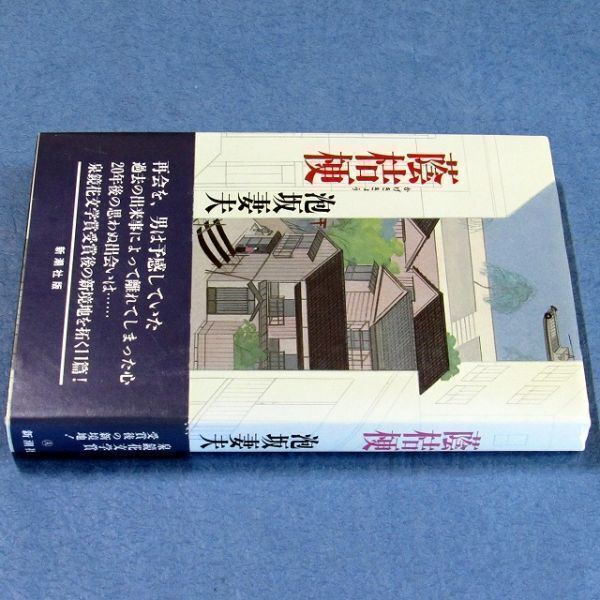 蔭桔梗
かげききょう
泡坂妻夫
再会を、男は予感していた
過去の出来事によって離れてしまった心
20年後の思わぬ出会いは……
泉鏡花文学賞受賞後の新境地を拓く11篇!
新潮社版
蔭桔梗
泡坂妻夫
泉鏡花文学賞
受賞後の新境地!
新潮社